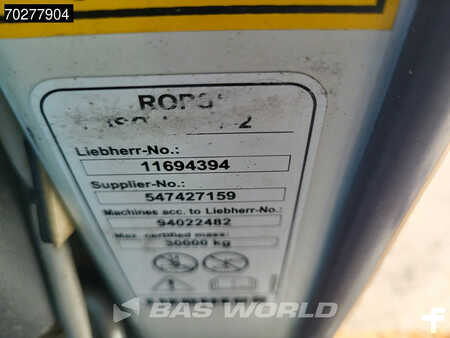 70277904
ROPS
Liebherr-No.:
11694394
Supplier-No.:
547427159
Machines acc. to Liebherr-No.:
94022482
Max. certified mass:
30000 kg
BAS WORLD